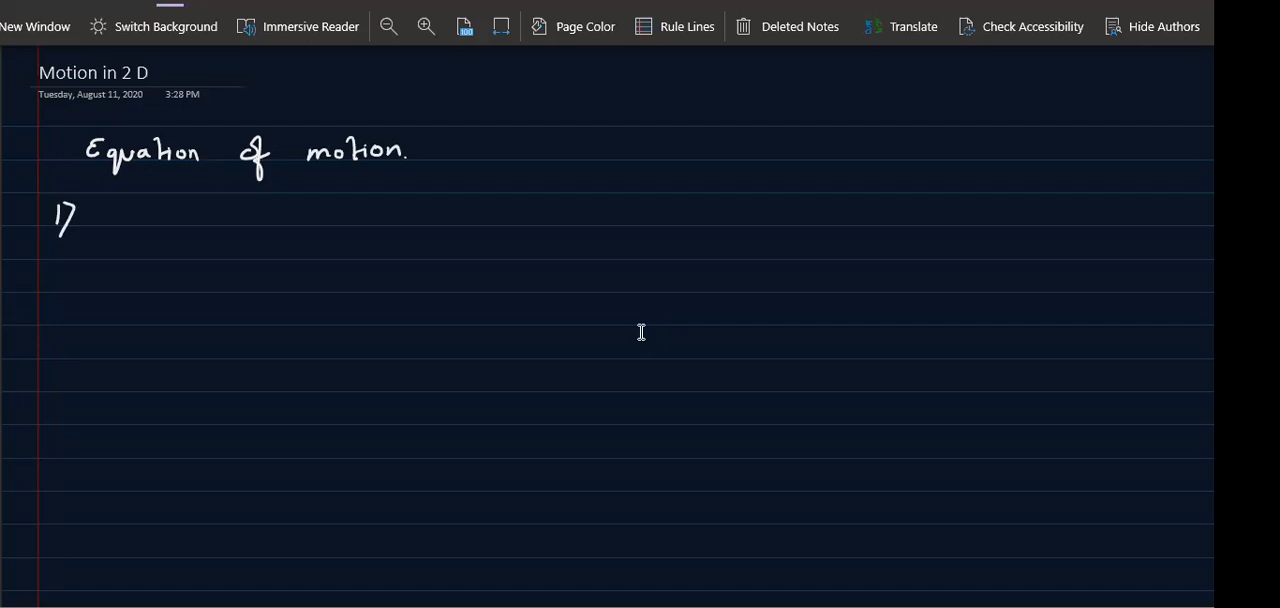 New Window Switch Background Immersive Reader 100 Page Color Rule Lines Deleted Notes Translate Check Accessibility Hide Authors
Motion in 2 D
Tuesday, August 11, 2020 3:28 PM
Equation of motion.
1)